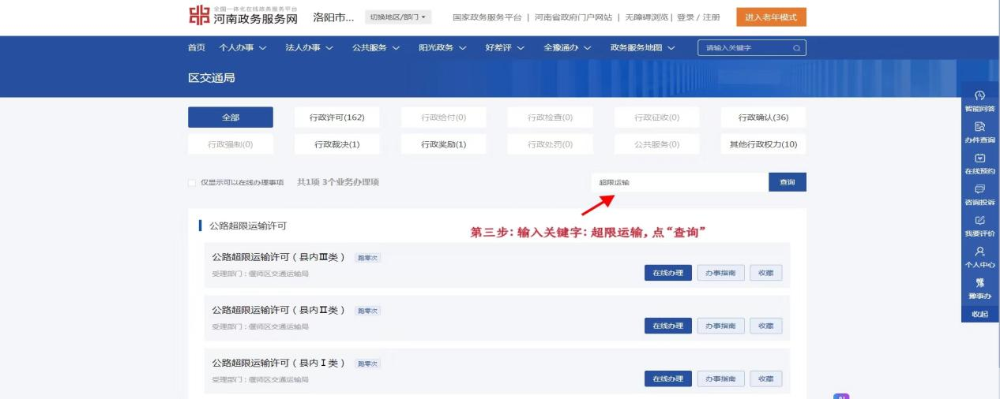 全国一体化在线政务服务平台
河南政务服务网
洛阳市... 切换地区/部门 国家政务服务平台 | 河南省政府门户网站 | 无障碍浏览 | 登录 / 注册 进入老年模式
首页 个人办事 法人办事 公共服务 阳光政务 好差评 全豫通办 政务服务地图 请输入关键字
区交通局
全部 行政许可(162) 行政给付(0) 行政检查(0) 行政征收(0) 行政确认(36)
行政强制(0) 行政裁决(1) 行政奖励(1) 行政处罚(0) 公共服务(0) 其他行政权力(10)
仅显示可以在线办理事项 共1项 3个业务办理项 超限运输 查询
第三步：输入关键字：超限运输，点“查询”
公路超限运输许可
公路超限运输许可（县内Ⅲ类） 跑零次
受理部门：偃师区交通运输局
在线办理 办事指南 收藏
公路超限运输许可（县内Ⅱ类） 跑零次
受理部门：偃师区交通运输局
在线办理 办事指南 收藏
公路超限运输许可（县内Ⅰ类） 跑零次
受理部门：偃师区交通运输局
在线办理 办事指南 收藏
智能问答
办件查询
在线预约
咨询投诉
我要评价
个人中心
豫事办
收起